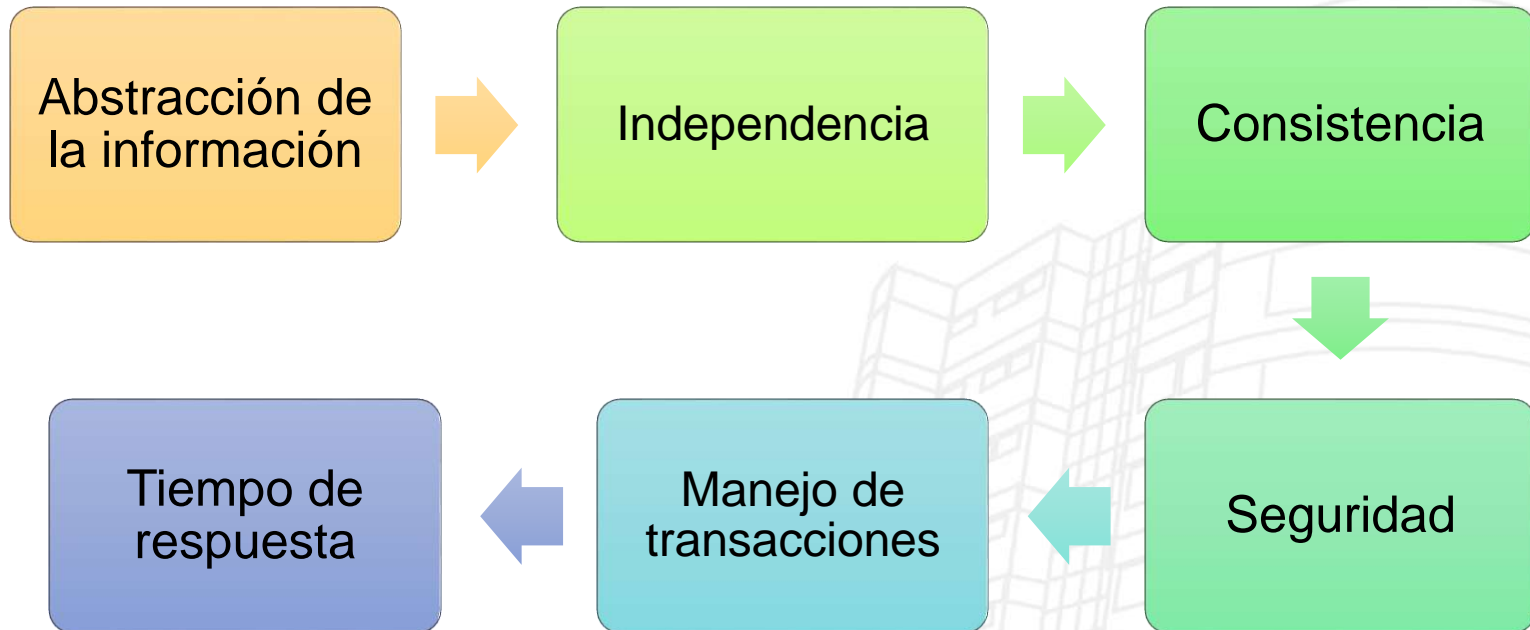 Abstracción de
la información
Independencia
Consistencia
Seguridad
Manejo de
transacciones
Tiempo de
respuesta